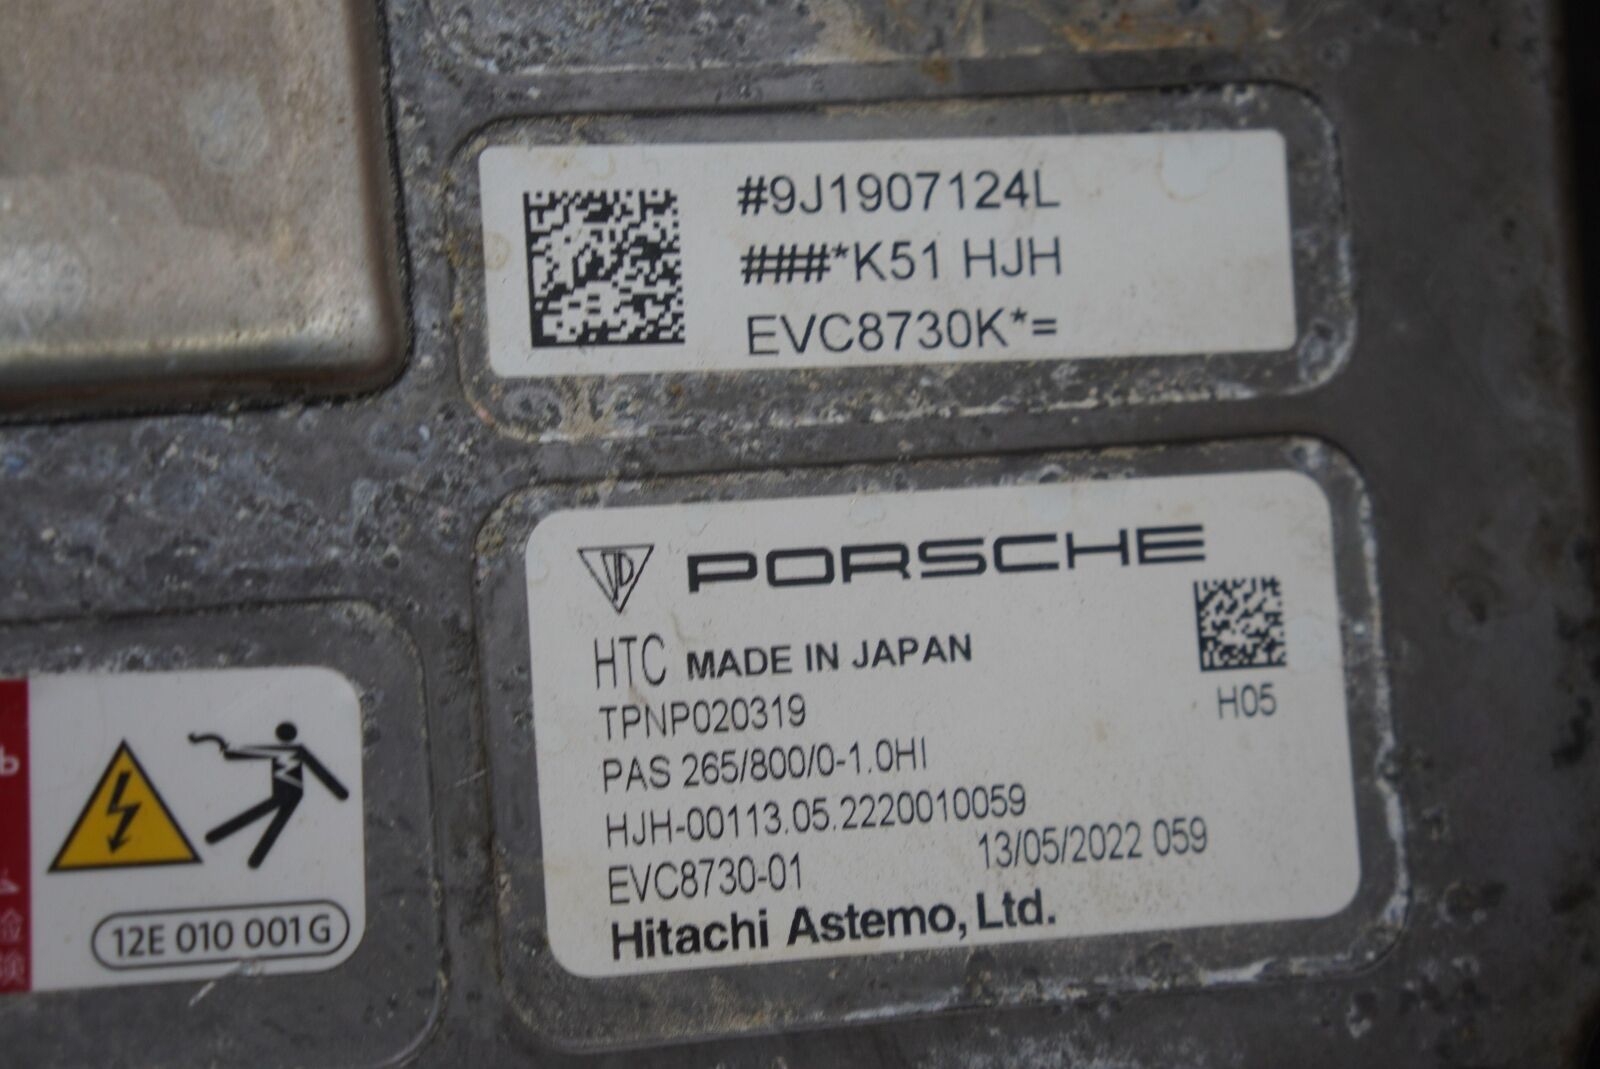 #9J1907124L
###*K51 HJH
EVC8730K*=
PORSCHE
HTC MADE IN JAPAN
TPNP020319
H05
PAS 265/800/0-1.0HI
HJH-00113.05.2220010059
EVC8730-01 13/05/2022 059
Hitachi Astemo, Ltd.
12E 010 001G